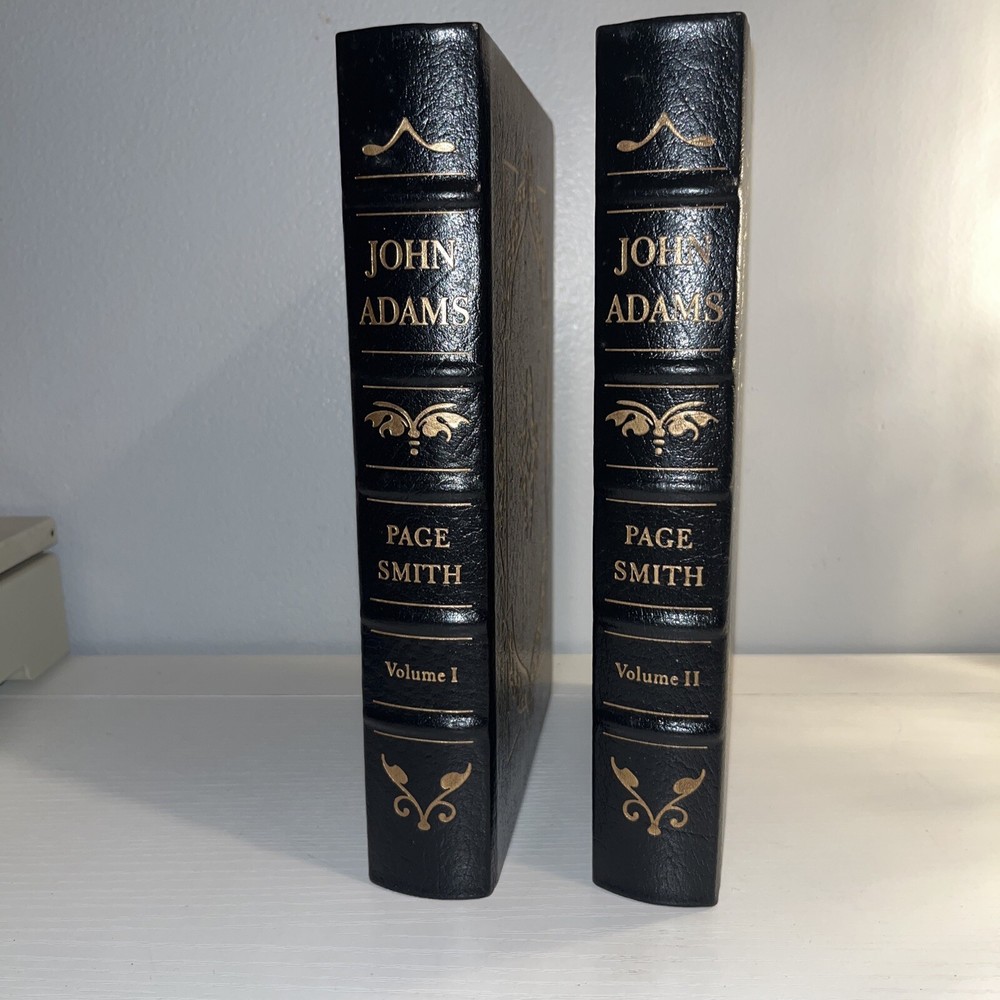 JOHN
ADAMS
PAGE
SMITH
Volume I
JOHN
ADAMS
PAGE
SMITH
Volume II